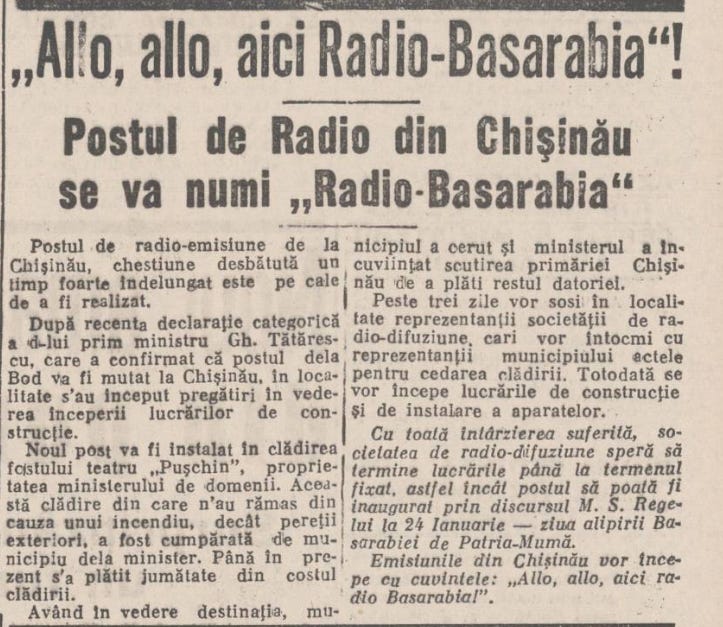 „Allo, allo, aici Radio-Basarabia“!
Postul de Radio din Chişinău
se va numi „Radio-Basarabia“
Postul de radio-emisiune de la
Chişinău, chestiune desbătută un
timp foarte îndelungat este pe cale
de a fi realizat.
După recenta declaraţie categorică
a d-lui prim ministru Gh. Tătăres-
cu, care a confirmat că postul dela
Bod va fi mutat la Chişinău, în loca-
litate s’au început pregătiri în vede-
rea începerii lucrărilor de con-
strucţie.
Noul post va fi instalat în clădirea
fostului teatru „Puşchin”, proprie-
tatea ministerului de domenii. Acea-
stă clădire din care n’au rămas din
cauza unui incendiu, decât pereţii
exteriori, a fost cumpărată de mu-
nicipiu dela minister. Până în pre-
zent s’a plătit jumătate din costul
clădirii.
Având în vedere destinaţia, mu-
nicipiul a cerut şi ministerul a în-
cuviinţat scutirea primăriei Chişi-
nău de a plăti restul datoriei.
Peste trei zile vor sosi în locali-
tate reprezentanţii societăţii de ra-
dio-difuziune, cari vor întocmi cu
reprezentanţii municipiului actele
pentru cedarea clădirii. Totodată se
vor începe lucrările de construcţie
şi de instalare a aparatelor.
Cu toată întârzierea suferită, so-
cietatea de radio-difuziune speră să
termine lucrările până la termenul
fixat, astfel încât postul să poată fi
inaugurat prin discursul M. S. Rege-
lui la 24 Ianuarie — ziua alipirii Ba-
sarabiei de Patria-Mumă.
Emisiunile din Chişinău vor înce-
pe cu cuvintele: „Allo, allo, aici ra-
dio Basarabia!”.